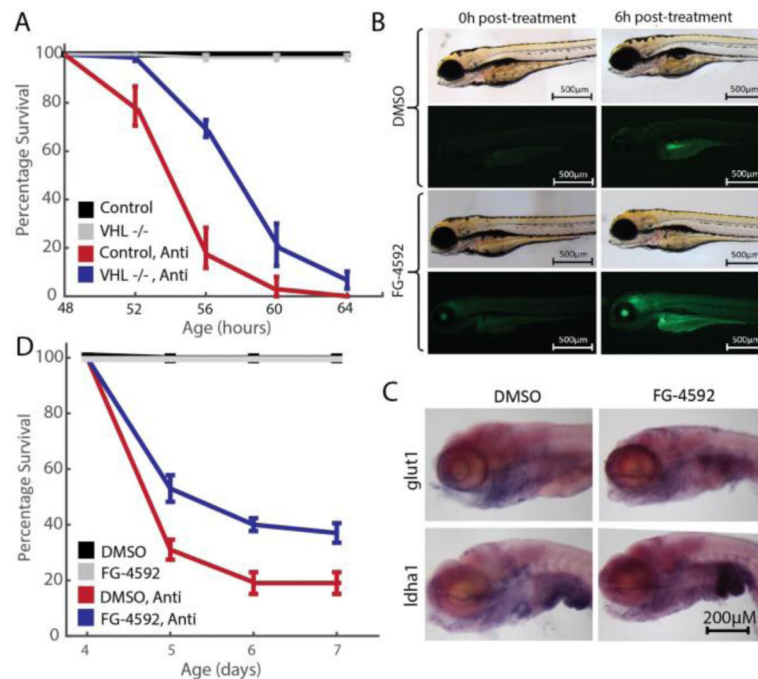 A
Percentage Survival
100
80
60
40
20
0
Control
VHL -/-
Control, Anti
VHL -/- , Anti
48
52
56
60
64
Age (hours)
B
0h post-treatment
6h post-treatment
DMSO
500µm
500µm
500µm
500µm
FG-4592
500µm
500µm
500µm
500µm
D
Percentage Survival
100
80
60
40
20
0
DMSO
FG-4592
DMSO, Anti
FG-4592, Anti
4
5
6
7
Age (days)
C
DMSO
FG-4592
glut1
ldha1
200µM